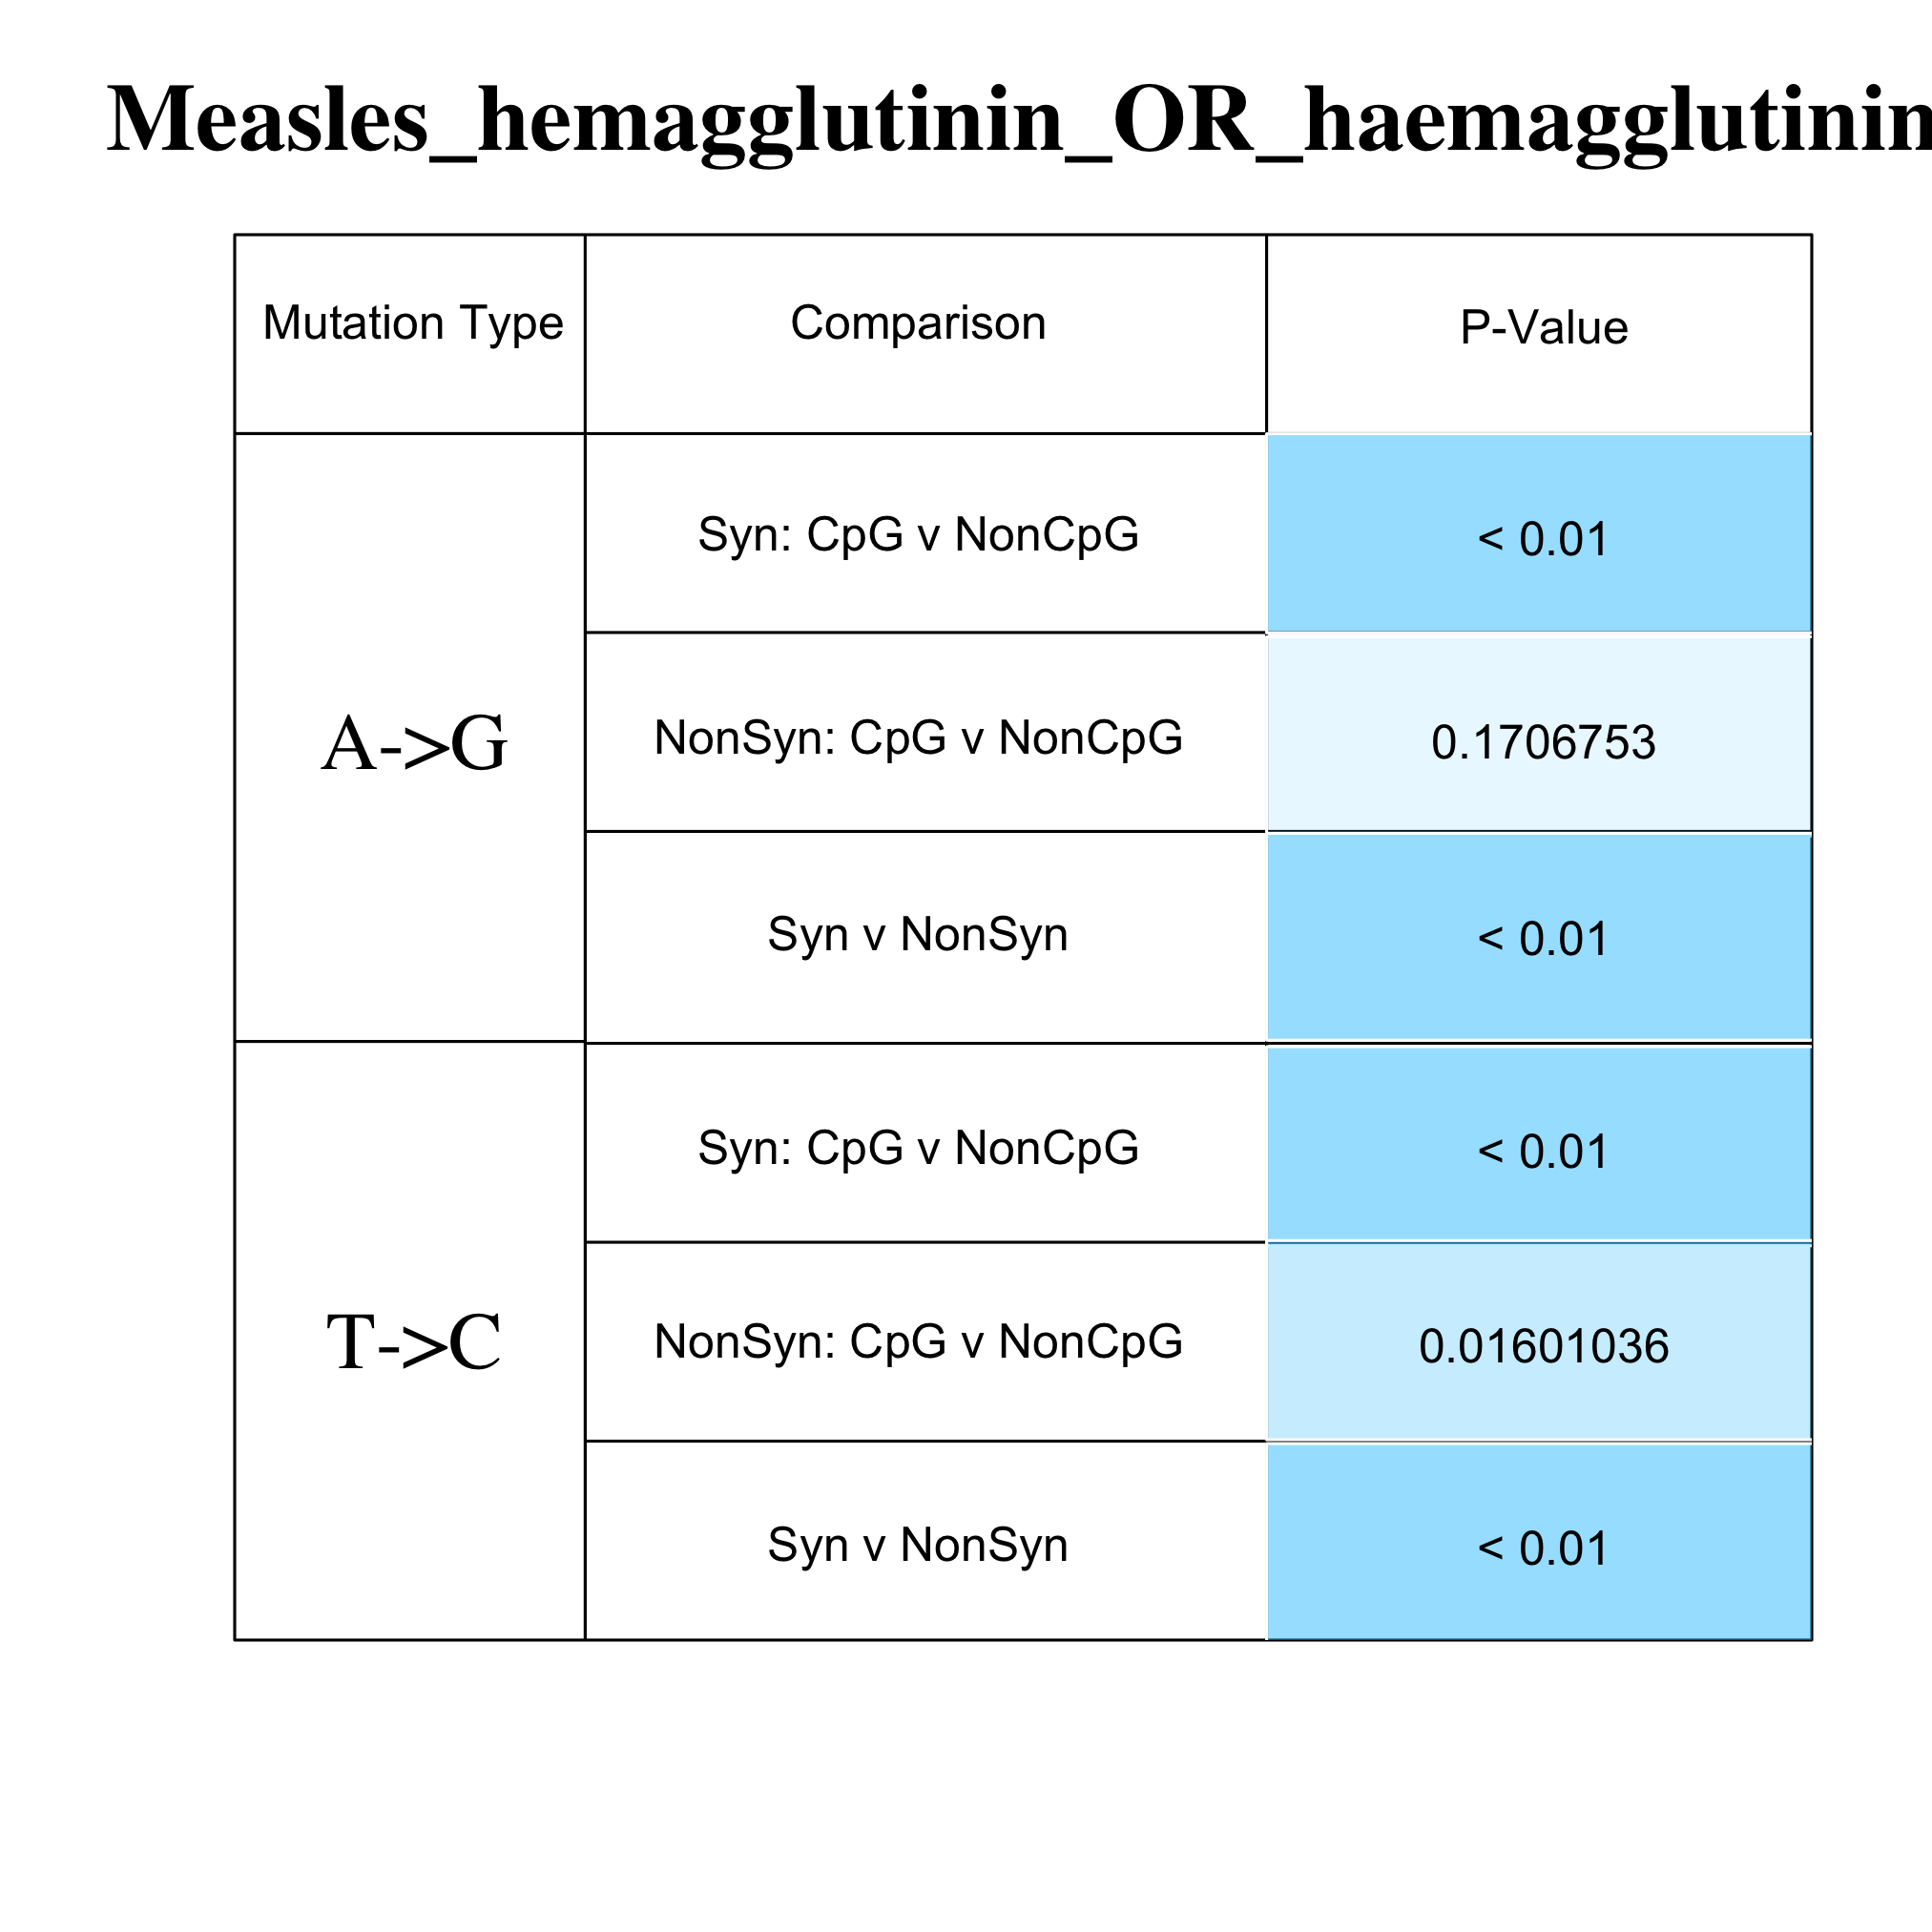 Measles_hemagglutinin_OR_haemagglutinin
Mutation Type Comparison P-Value
A->G
Syn: CpG v NonCpG < 0.01
NonSyn: CpG v NonCpG 0.1706753
Syn v NonSyn < 0.01
T->C
Syn: CpG v NonCpG < 0.01
NonSyn: CpG v NonCpG 0.01601036
Syn v NonSyn < 0.01